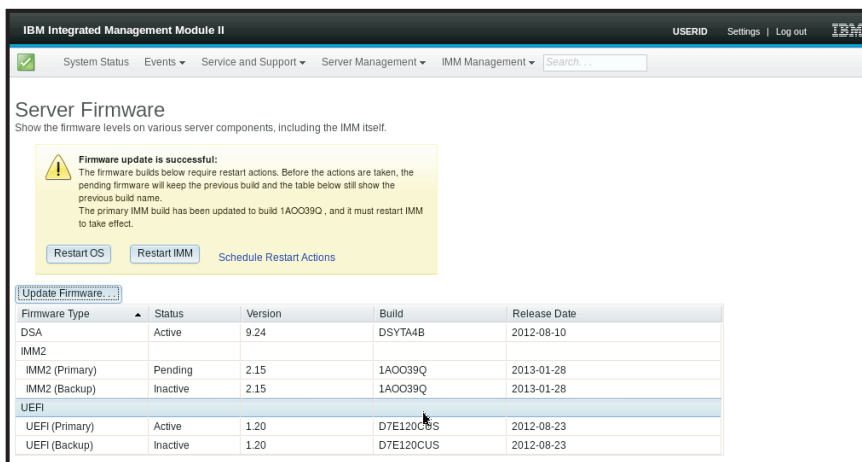 IBM Integrated Management Module II
USERID Settings | Log out IBM
System Status Events Service and Support Server Management IMM Management Search. . .
Server Firmware
Show the firmware levels on various server components, including the IMM itself.
Firmware update is successful:
The firmware builds below require restart actions. Before the actions are taken, the
pending firmware will keep the previous build and the table below still show the
previous build name.
The primary IMM build has been updated to build 1AOO39Q , and it must restart IMM
to take effect.
Restart OS Restart IMM Schedule Restart Actions
Update Firmware. . .
Firmware Type Status Version Build Release Date
DSA Active 9.24 DSYTA4B 2012-08-10
IMM2
IMM2 (Primary) Pending 2.15 1AOO39Q 2013-01-28
IMM2 (Backup) Inactive 2.15 1AOO39Q 2013-01-28
UEFI
UEFI (Primary) Active 1.20 D7E120CUS 2012-08-23
UEFI (Backup) Inactive 1.20 D7E120CUS 2012-08-23